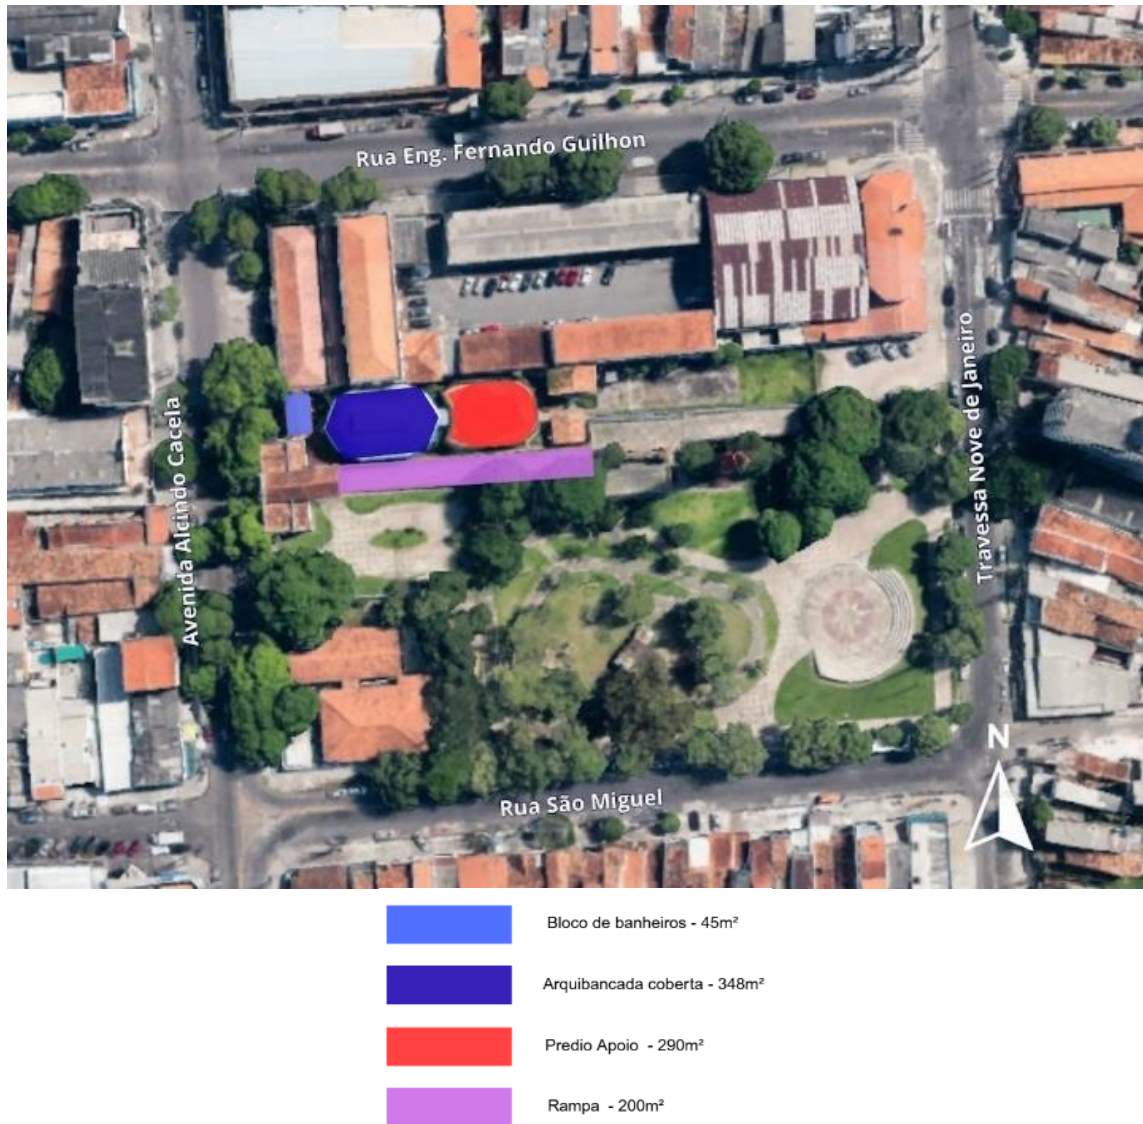 Rua Eng. Fernando Guilhon
Avenida Alcindo Cacela
Travessa Nove de Janeiro
N
Rua São Miguel
Bloco de banheiros - 45m²
Arquibancada coberta - 348m²
Predio Apoio - 290m²
Rampa - 200m²